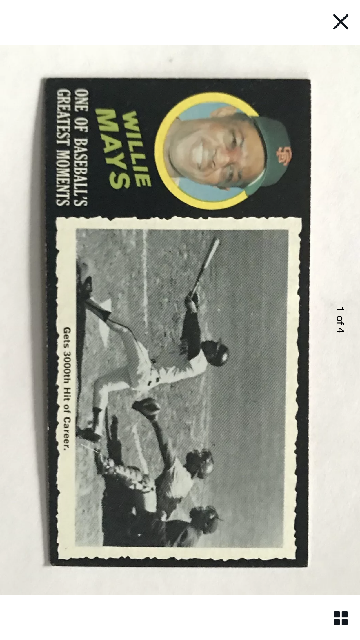 WILLIE
MAYS
ONE OF BASEBALL'S
GREATEST MOMENTS
Gets 3000th Hit of Career.
1 of 4